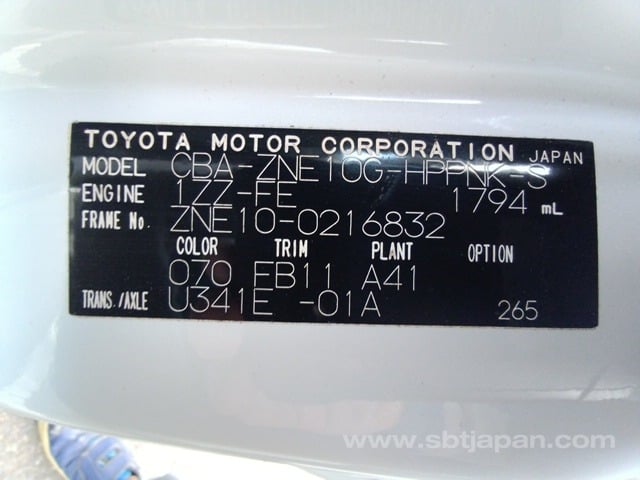 TOYOTA MOTOR CORPORATION JAPAN
MODEL CBA-ZNE10G-HPPNK-S
ENGINE 1ZZ-FE 1794 mL
FRAME No. ZNE10-0216832
COLOR TRIM PLANT OPTION
070 FB11 A41
TRANS./AXLE U341E -01A 265
www.sbtjapan.com